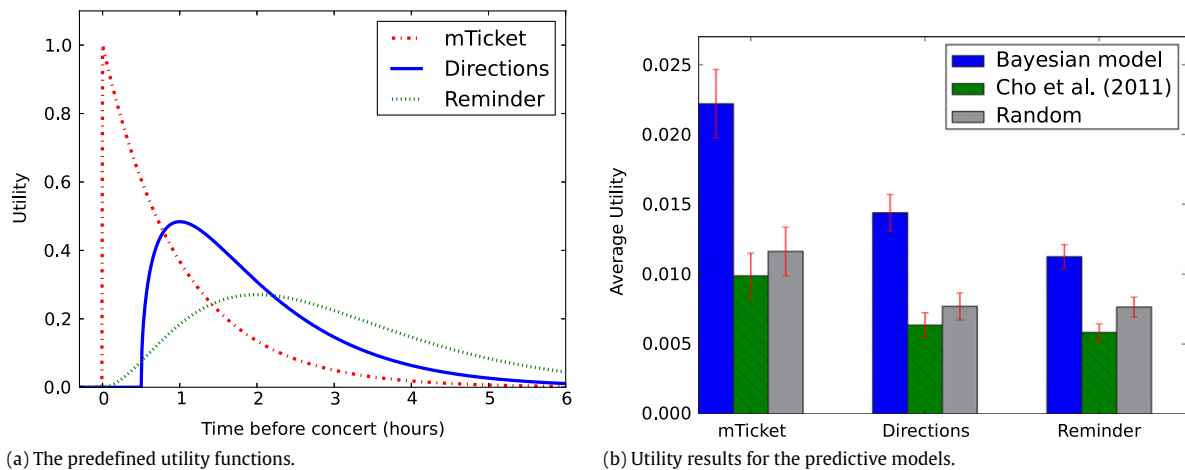 mTicket
Directions
Reminder
1.0
0.8
0.6
0.4
0.2
0.0
Utility
0 1 2 3 4 5 6
Time before concert (hours)
(a) The predefined utility functions.
Bayesian model
Cho et al. (2011)
Random
0.025
0.020
0.015
0.010
0.005
0.000
Average Utility
mTicket Directions Reminder
(b) Utility results for the predictive models.